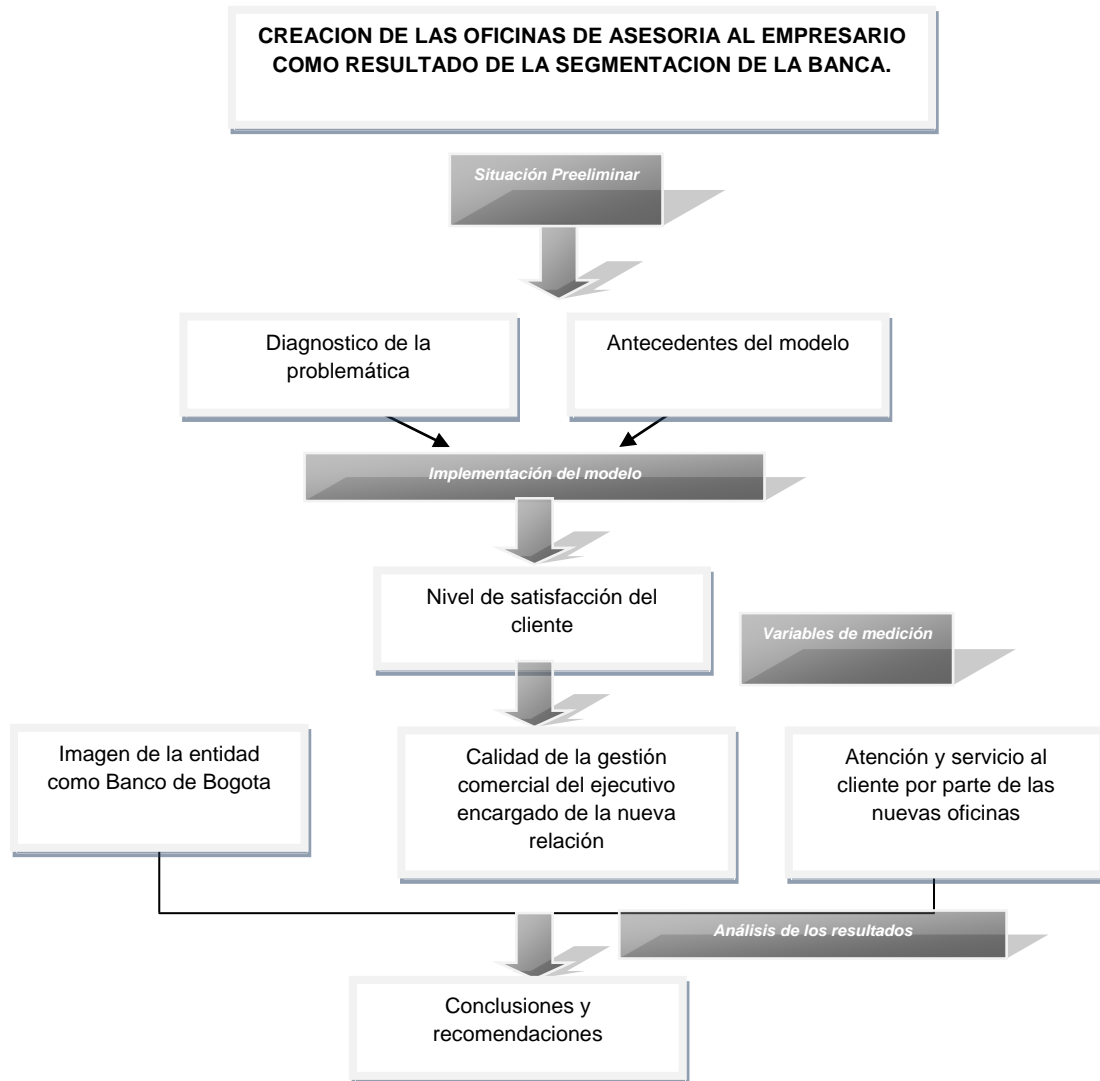 CREACION DE LAS OFICINAS DE ASESORIA AL EMPRESARIO
COMO RESULTADO DE LA SEGMENTACION DE LA BANCA.
Situación Preeliminar
Diagnostico de la
problemática
Antecedentes del modelo
Implementación del modelo
Nivel de satisfacción del
cliente
Variables de medición
Imagen de la entidad
como Banco de Bogota
Calidad de la gestión
comercial del ejecutivo
encargado de la nueva
relación
Atención y servicio al
cliente por parte de las
nuevas oficinas
Análisis de los resultados
Conclusiones y
recomendaciones